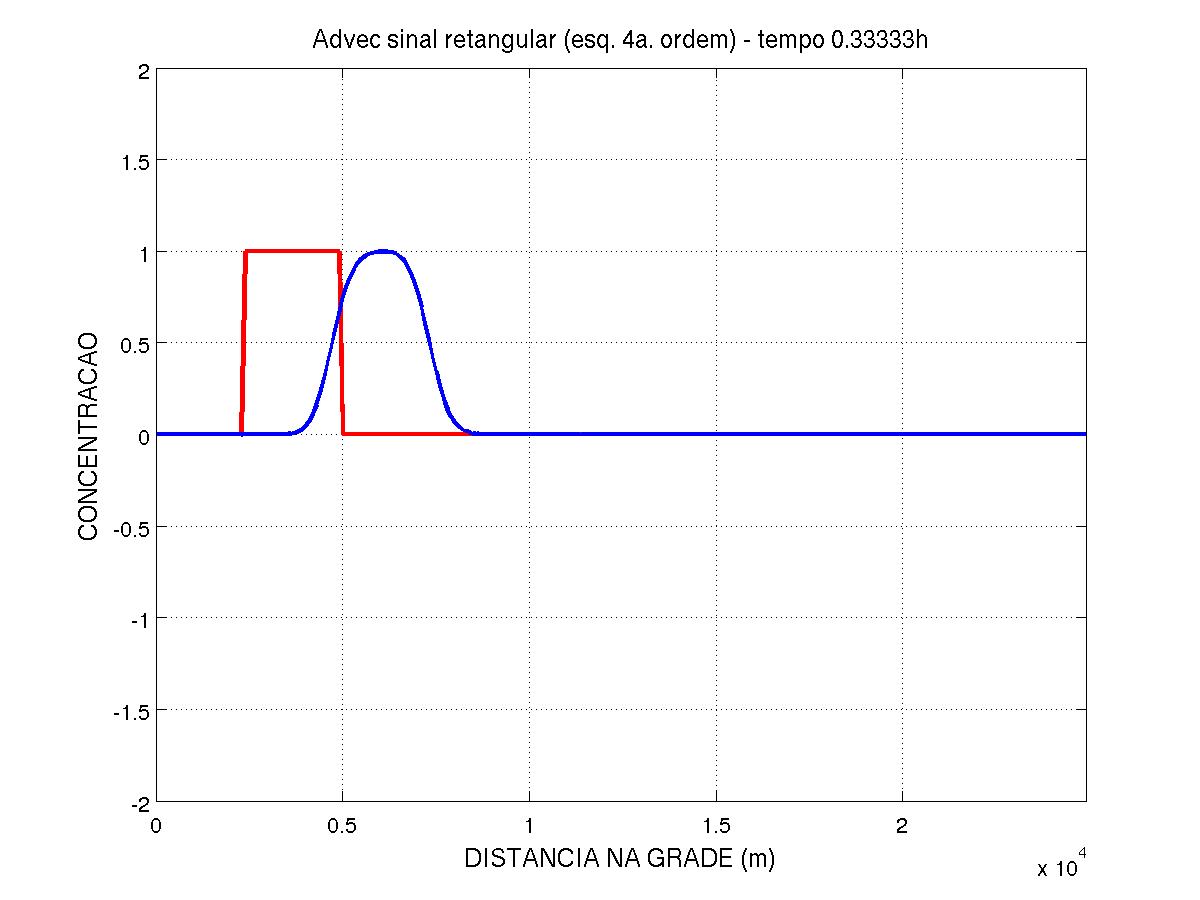 Advec sinal retangular (esq. 4a. ordem) - tempo 0.33333h
2
1.5
1
0.5
0
-0.5
-1
-1.5
-2
CONCENTRACAO
0 0.5 1 1.5 2
DISTANCIA NA GRADE (m)
x 10^4